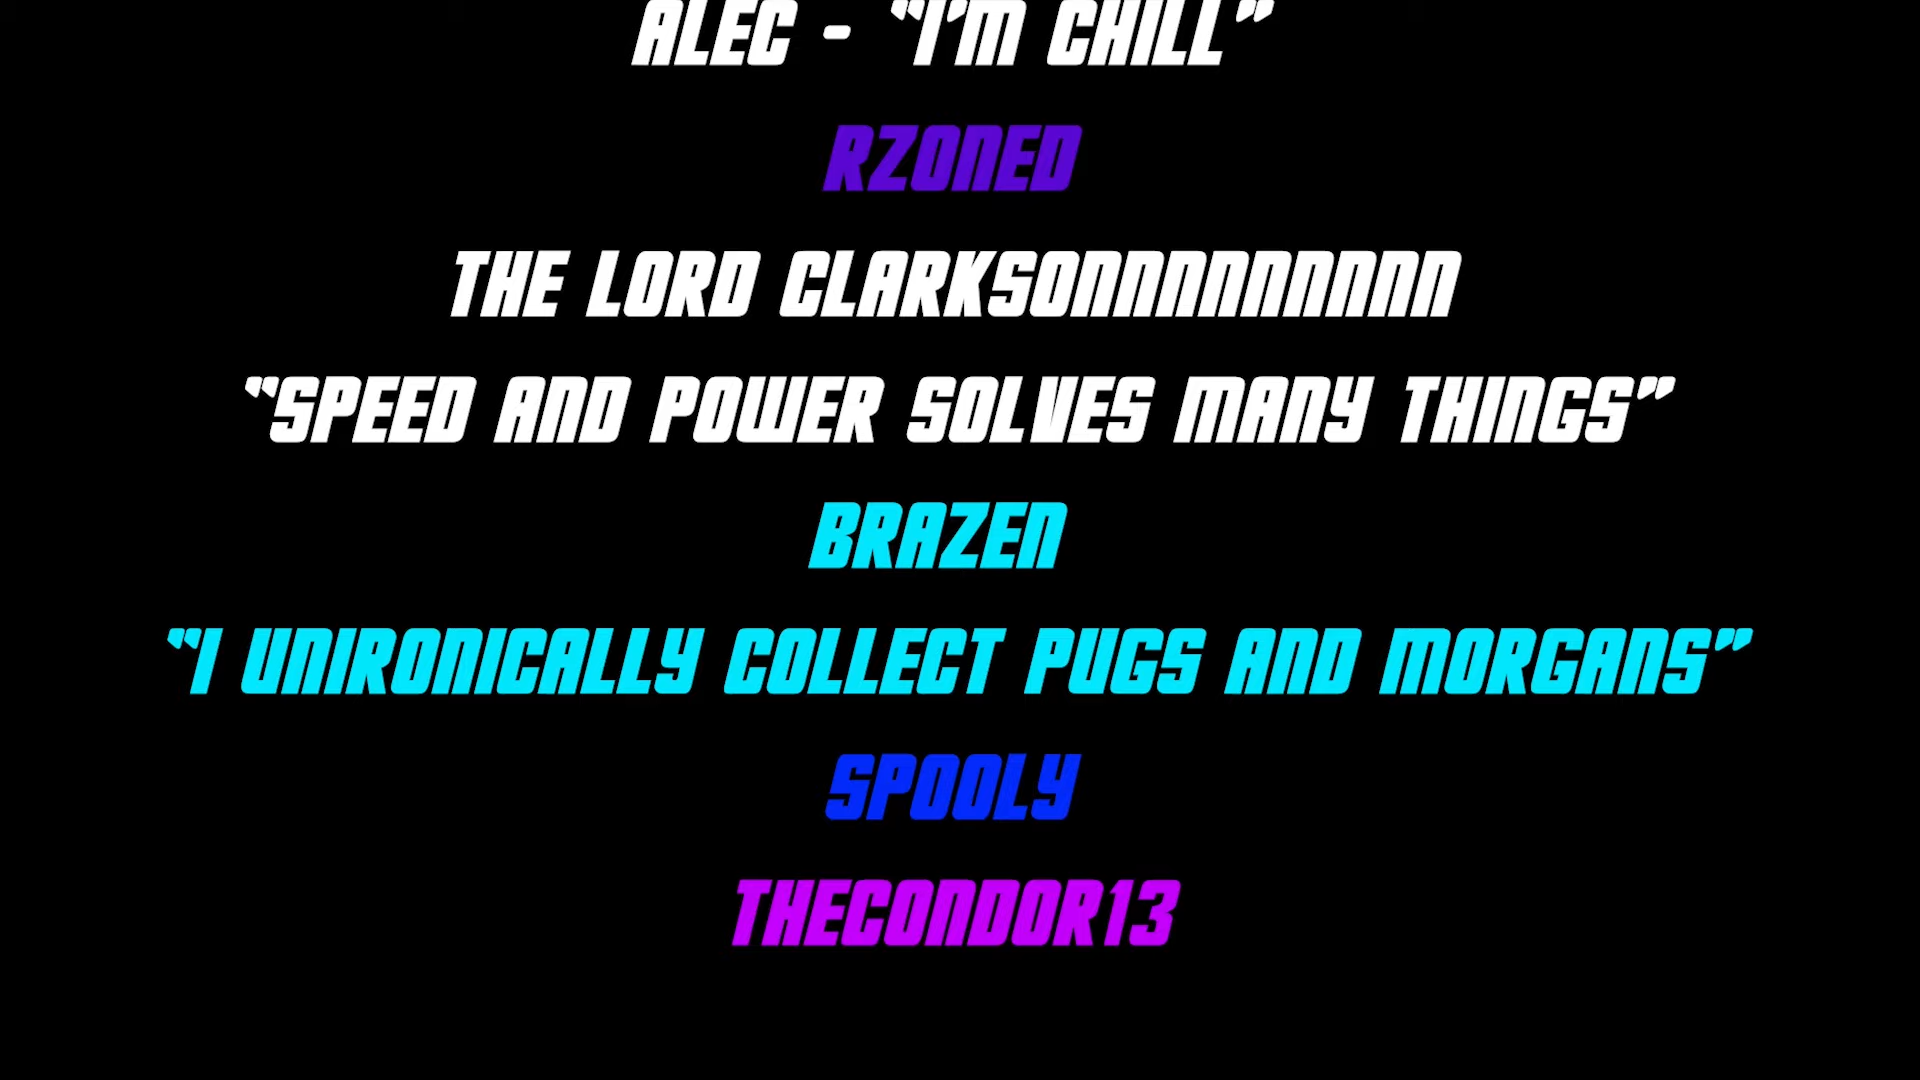 ALEC - "I'M CHILL"
RZONED
THE LORD CLARKSONNNNNNNNN
"SPEED AND POWER SOLVES MANY THINGS"
BRAZEN
"I UNIRONICALLY COLLECT PUGS AND MORGANS"
SPOOLY
THECONDOR13